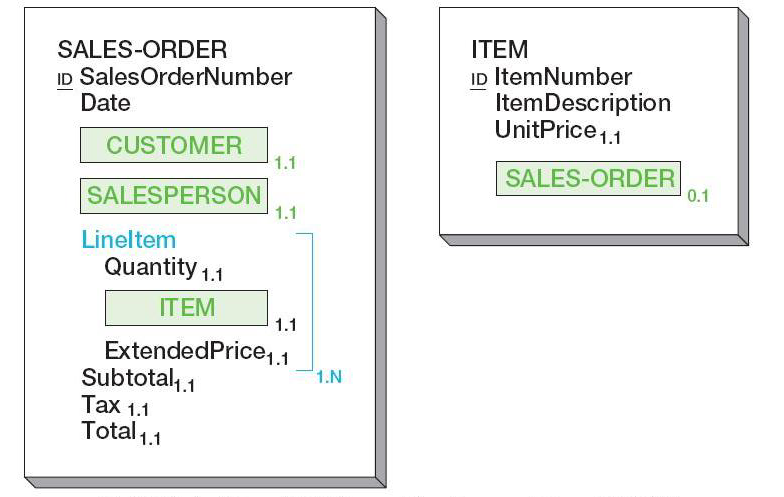 SALES-ORDER
ID SalesOrderNumber
Date
CUSTOMER 1.1
SALESPERSON 1.1
LineItem
Quantity 1.1
ITEM 1.1
ExtendedPrice 1.1
1.N
Subtotal 1.1
Tax 1.1
Total 1.1
ITEM
ID ItemNumber
ItemDescription
UnitPrice 1.1
SALES-ORDER 0.1